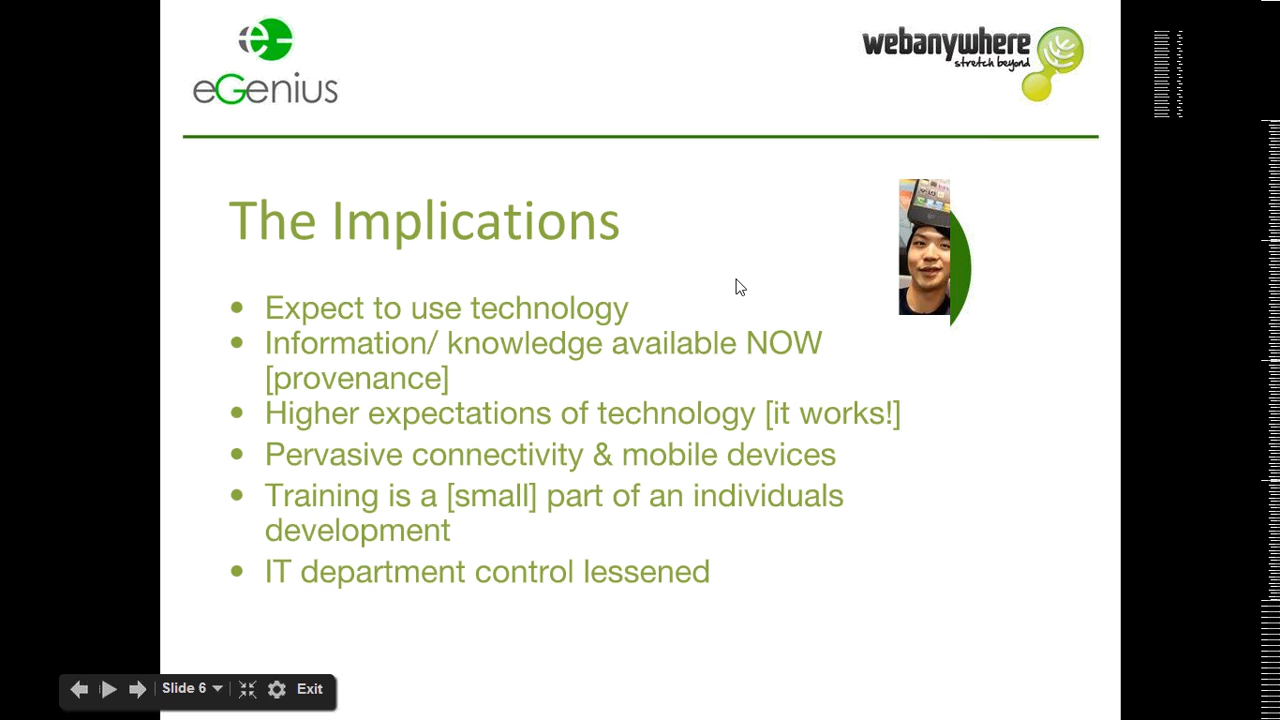 eGenius
webanywhere
stretch beyond
The Implications
• Expect to use technology
• Information/ knowledge available NOW
[provenance]
• Higher expectations of technology [it works!]
• Pervasive connectivity & mobile devices
• Training is a [small] part of an individuals
development
• IT department control lessened
Slide 6
Exit